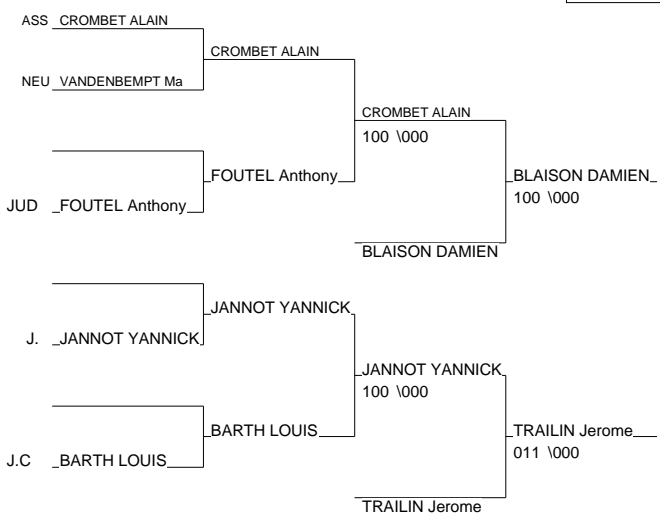 ASS CROMBET ALAIN
CROMBET ALAIN
NEU VANDENBEMPT Ma
CROMBET ALAIN
100 \000
FOUTEL Anthony
BLAISON DAMIEN
100 \000
JUD FOUTEL Anthony
BLAISON DAMIEN
JANNOT YANNICK
J. JANNOT YANNICK
JANNOT YANNICK
100 \000
BARTH LOUIS
TRAILIN Jerome
011 \000
J.C BARTH LOUIS
TRAILIN Jerome